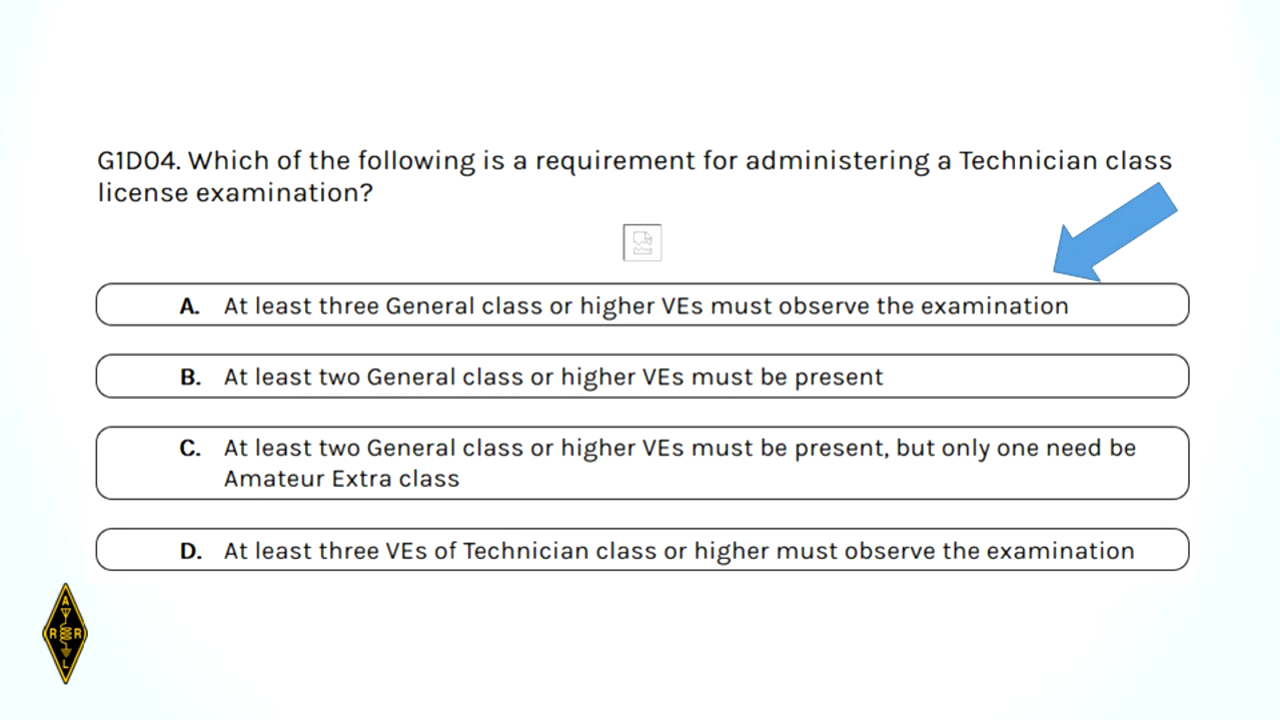 G1D04. Which of the following is a requirement for administering a Technician class
license examination?
A. At least three General class or higher VEs must observe the examination
B. At least two General class or higher VEs must be present
C. At least two General class or higher VEs must be present, but only one need be
Amateur Extra class
D. At least three VEs of Technician class or higher must observe the examination
A
R R
L